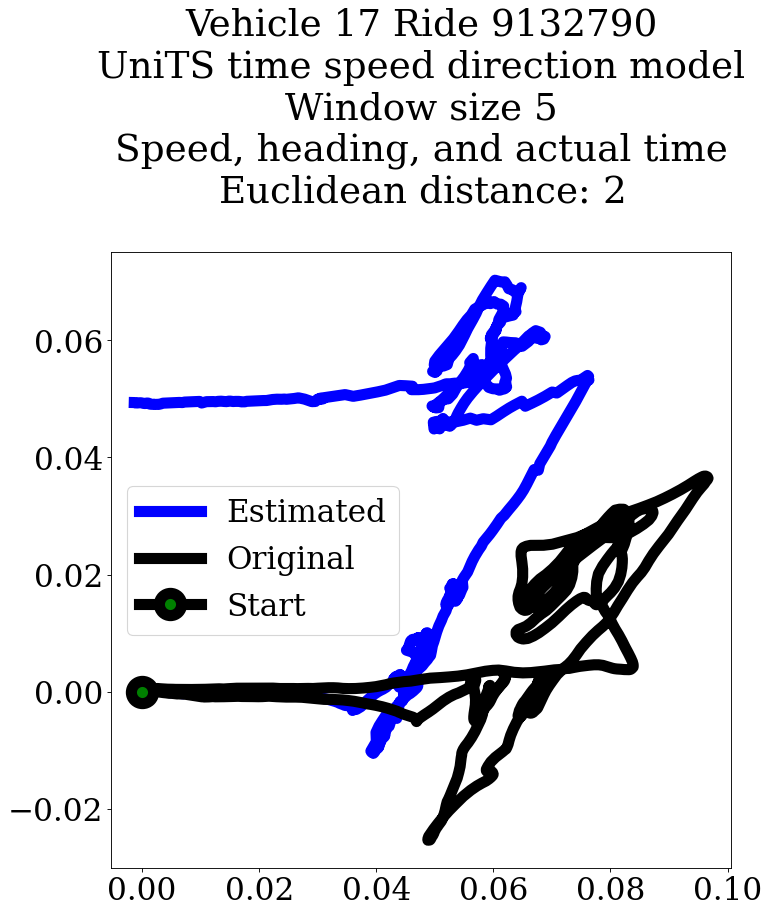 Vehicle 17 Ride 9132790
UniTS time speed direction model
Window size 5
Speed, heading, and actual time
Euclidean distance: 2
0.06
0.04
Estimated
Original
0.02
Start
0.00
−0.02
0.00 0.02 0.04 0.06 0.08 0.10